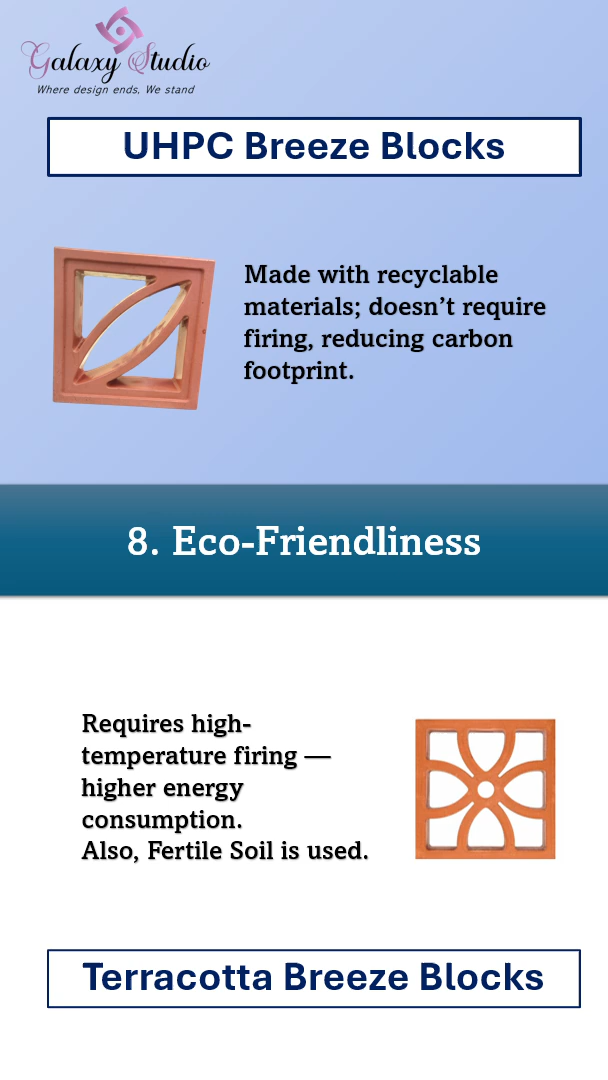 Galaxy Studio
Where design ends, We stand
UHPC Breeze Blocks
Made with recyclable
materials; doesn’t require
firing, reducing carbon
footprint.
8. Eco-Friendliness
Requires high-
temperature firing —
higher energy
consumption.
Also, Fertile Soil is used.
Terracotta Breeze Blocks